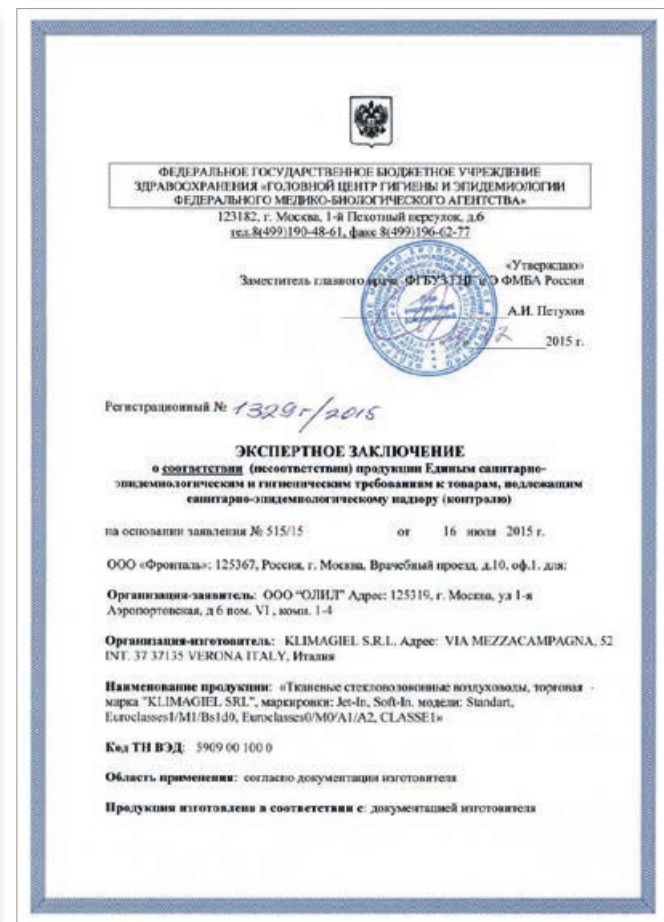 ФЕДЕРАЛЬНОЕ ГОСУДАРСТВЕННОЕ БЮДЖЕТНОЕ УЧРЕЖДЕНИЕ
ЗДРАВООХРАНЕНИЯ «ГОЛОВНОЙ ЦЕНТР ГИГИЕНЫ И ЭПИДЕМИОЛОГИИ
ФЕДЕРАЛЬНОГО МЕДИКО-БИОЛОГИЧЕСКОГО АГЕНТСТВА»
123182, г. Москва, 1-й Пехотный переулок, д.6
тел.8(499)190-48-61, факс 8(499)196-62-77
«Утверждаю»
Заместитель главного врача ФГБУЗ ГЦГ и Э ФМБА России
А.И. Петухов
2015 г.
Регистрационный № 1329г/2015
ЭКСПЕРТНОЕ ЗАКЛЮЧЕНИЕ
о соответствии (несоответствии) продукции Единым санитарно-
эпидемиологическим и гигиеническим требованиям к товарам, подлежащим
санитарно-эпидемиологическому надзору (контролю)
на основании заявления № 515/15 от 16 июля 2015 г.
ООО «Фронталь»: 125367, Россия, г. Москва, Врачебный проезд, д.10, оф.1. для:
Организация-заявитель: ООО "ОЛИЛ" Адрес: 125319, г. Москва, ул 1-я
Аэропортовская, д 6 пом. VI , комн. 1-4
Организация-изготовитель: KLIMAGIEL S.R.L. Адрес: VIA MEZZACAMPAGNA, 52
INT. 37 37135 VERONA ITALY, Италия
Наименование продукции: «Тканевые стекловолоконные воздуховоды, торговая
марка "KLIMAGIEL SRL", маркировки: Jet-In, Soft-In, модели: Standart,
Euroclasses1/M1/Bs1d0, Euroclasses0/M0/A1/A2, CLASSE1»
Код ТН ВЭД: 5909 00 100 0
Область применения: согласно документации изготовителя
Продукция изготовлена в соответствии с: документацией изготовителя